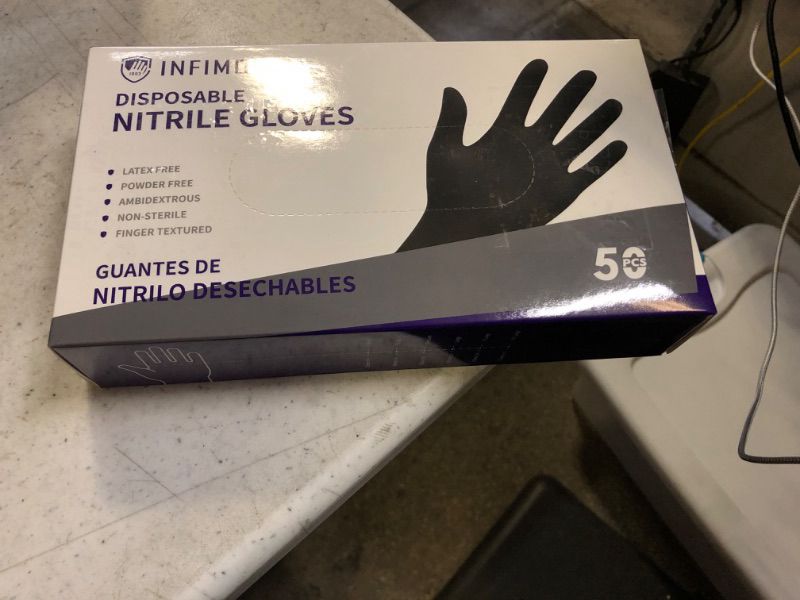 DISPOSABLE
NITRILE GLOVES
LATEX FREE
POWDER FREE
AMBIDEXTROUS
NON-STERILE
FINGER TEXTURED
GUANTES DE
NITRILO DESECHABLES
50
PCS